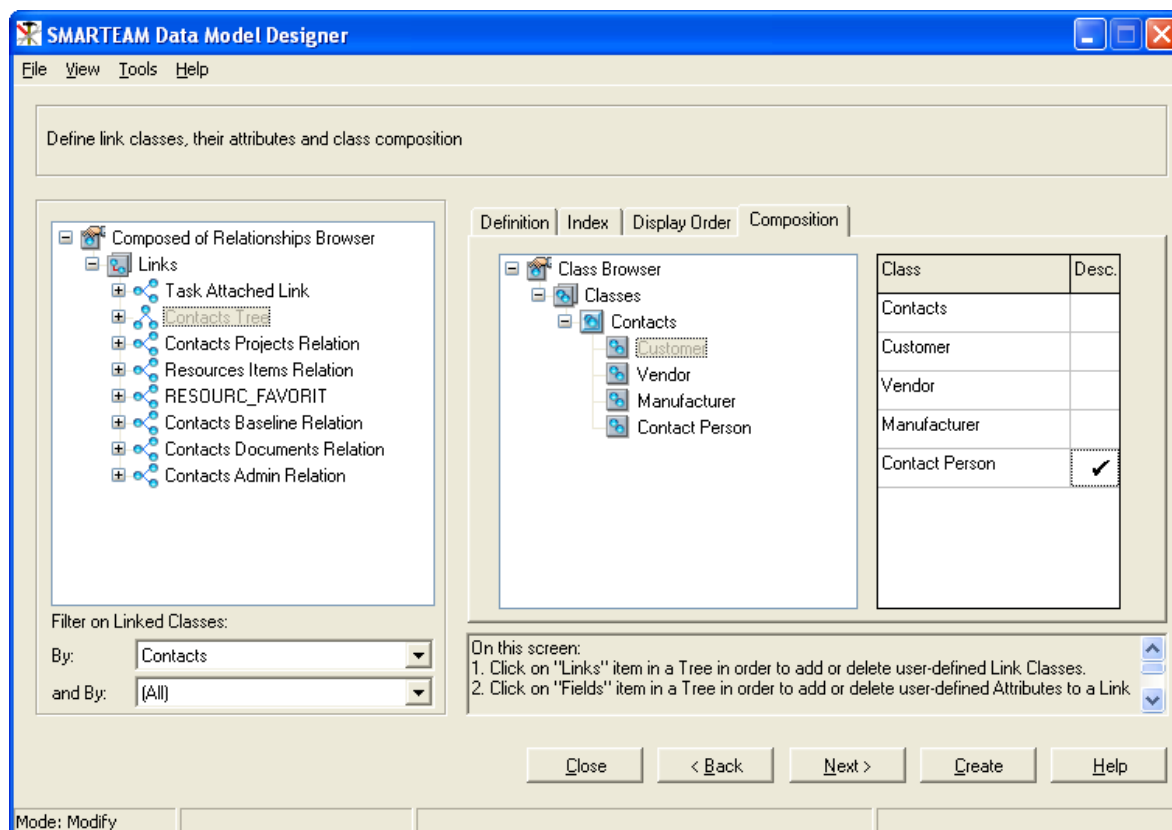 SMARTEAM Data Model Designer
File View Tools Help
Define link classes, their attributes and class composition
Composed of Relationships Browser
Links
Task Attached Link
Contacts Tree
Contacts Projects Relation
Resources Items Relation
RESOURC_FAVORIT
Contacts Baseline Relation
Contacts Documents Relation
Contacts Admin Relation
Filter on Linked Classes:
By: Contacts
and By: (All)
Definition Index Display Order Composition
Class Browser
Classes
Contacts
Customer
Vendor
Manufacturer
Contact Person
Class Desc.
Contacts
Customer
Vendor
Manufacturer
Contact Person
On this screen:
1. Click on "Links" item in a Tree in order to add or delete user-defined Link Classes.
2. Click on "Fields" item in a Tree in order to add or delete user-defined Attributes to a Link
Close < Back Next > Create Help
Mode: Modify